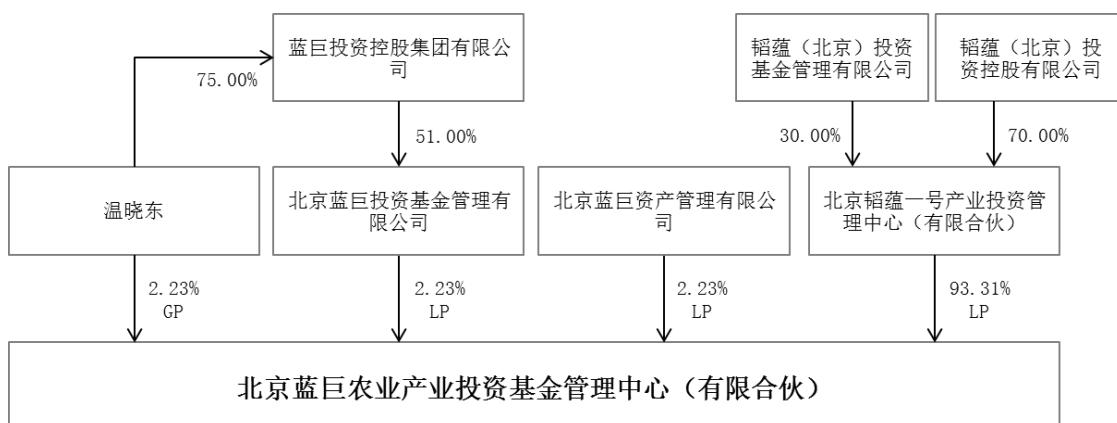 蓝巨投资控股集团有限公
司
韬蕴（北京）投资
基金管理有限公司
韬蕴（北京）投
资控股有限公司
75.00%
51.00%
30.00%
70.00%
温晓东
北京蓝巨投资基金管理有
限公司
北京蓝巨资产管理有限公
司
北京韬蕴一号产业投资管
理中心（有限合伙）
2.23%
GP
2.23%
LP
2.23%
LP
93.31%
LP
北京蓝巨农业产业投资基金管理中心（有限合伙）